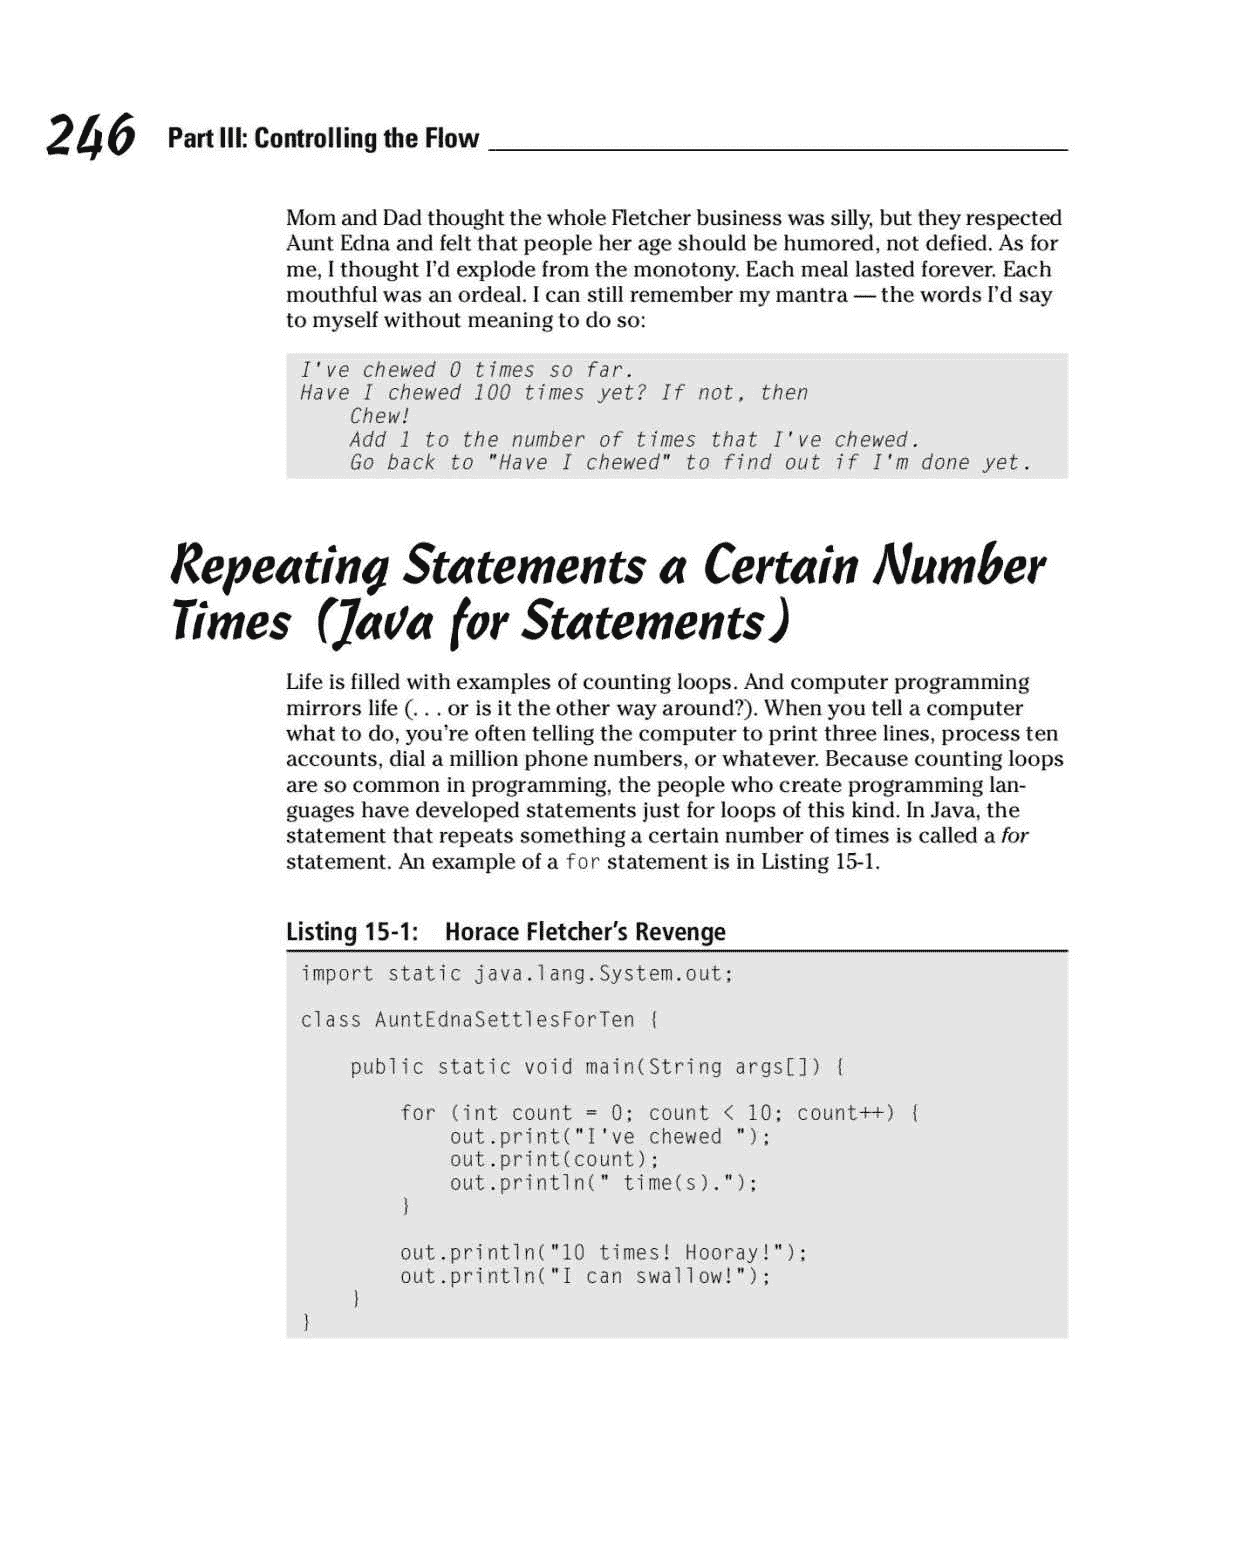 246 Part III: Controlling the Flow
Mom and Dad thought the whole Fletcher business was silly, but they respected
Aunt Edna and felt that people her age should be humored, not defied. As for
me, I thought I'd explode from the monotony. Each meal lasted forever. Each
mouthful was an ordeal. I can still remember my mantra — the words I'd say
to myself without meaning to do so:
I've chewed 0 times so far.
Have I chewed 100 times yet? If not, then
    Chew!
    Add 1 to the number of times that I've chewed.
    Go back to "Have I chewed" to find out if I'm done yet.
Repeating Statements a Certain Number
Times (Java for Statements)
Life is filled with examples of counting loops. And computer programming
mirrors life (. . . or is it the other way around?). When you tell a computer
what to do, you're often telling the computer to print three lines, process ten
accounts, dial a million phone numbers, or whatever. Because counting loops
are so common in programming, the people who create programming lan-
guages have developed statements just for loops of this kind. In Java, the
statement that repeats something a certain number of times is called a for
statement. An example of a for statement is in Listing 15-1.
Listing 15-1: Horace Fletcher's Revenge
import static java.lang.System.out;
class AuntEdnaSettlesForTen {
    public static void main(String args[]) {
        for (int count = 0; count < 10; count++) {
            out.print("I've chewed ");
            out.print(count);
            out.println(" time(s).");
        }
        out.println("10 times! Hooray!");
        out.println("I can swallow!");
    }
}